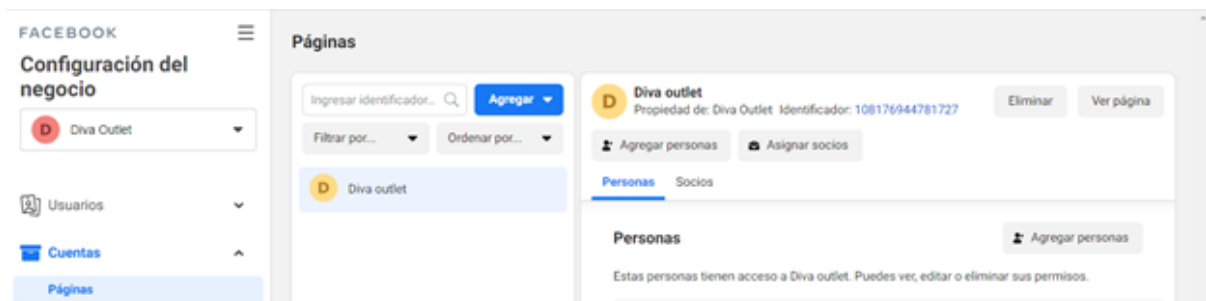 FACEBOOK
Configuración del
negocio
D Diva Outlet
Usuarios
Cuentas
Páginas
Páginas
Ingresar identificador...
Agregar
Filtrar por...
Ordenar por...
D Diva outlet
D Diva outlet
Propiedad de: Diva Outlet Identificador: 108176944781727
Eliminar
Ver página
Agregar personas
Asignar socios
Personas
Socios
Personas
Agregar personas
Estas personas tienen acceso a Diva outlet. Puedes ver, editar o eliminar sus permisos.